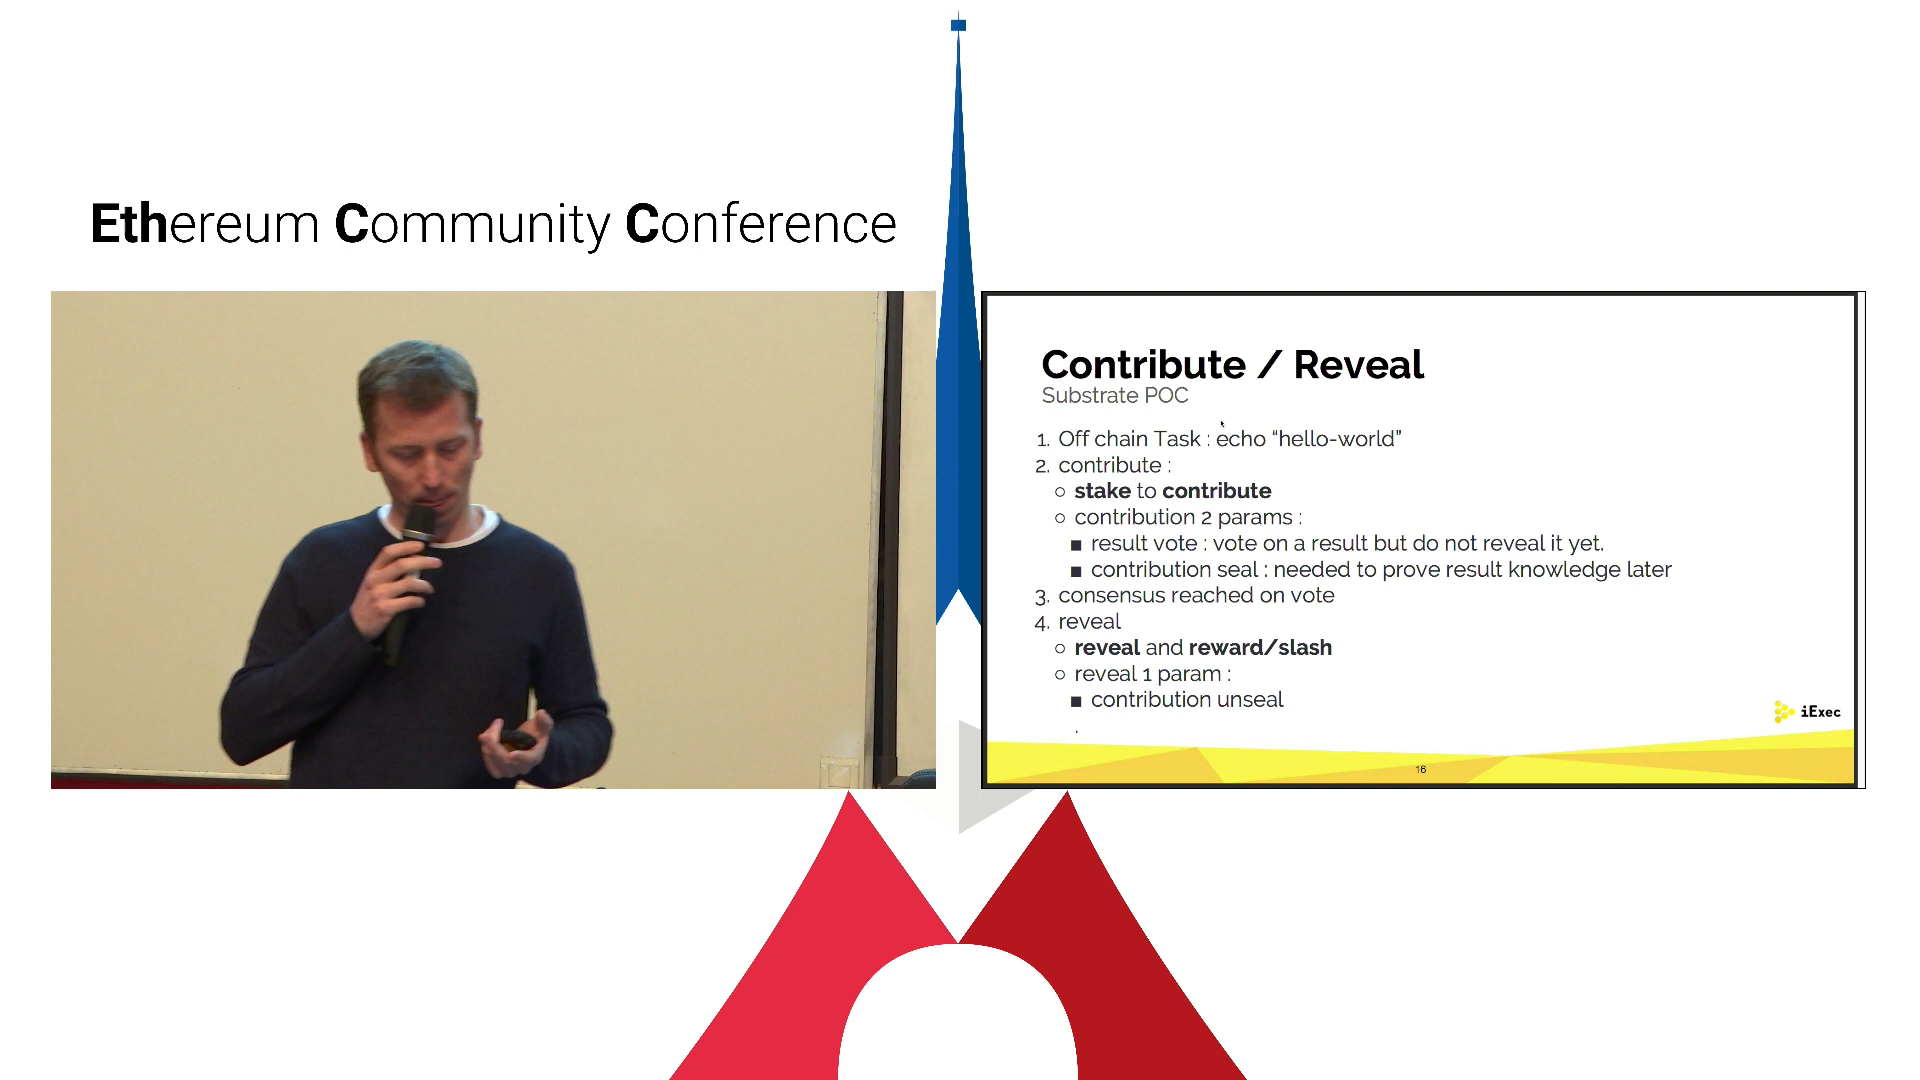 Ethereum Community Conference
Contribute / Reveal
Substrate POC
1. Off chain Task : echo “hello-world”
2. contribute :
○ stake to contribute
○ contribution 2 params :
■ result vote : vote on a result but do not reveal it yet.
■ contribution seal : needed to prove result knowledge later
3. consensus reached on vote
4. reveal
○ reveal and reward/slash
○ reveal 1 param :
■ contribution unseal
.
iExec
16